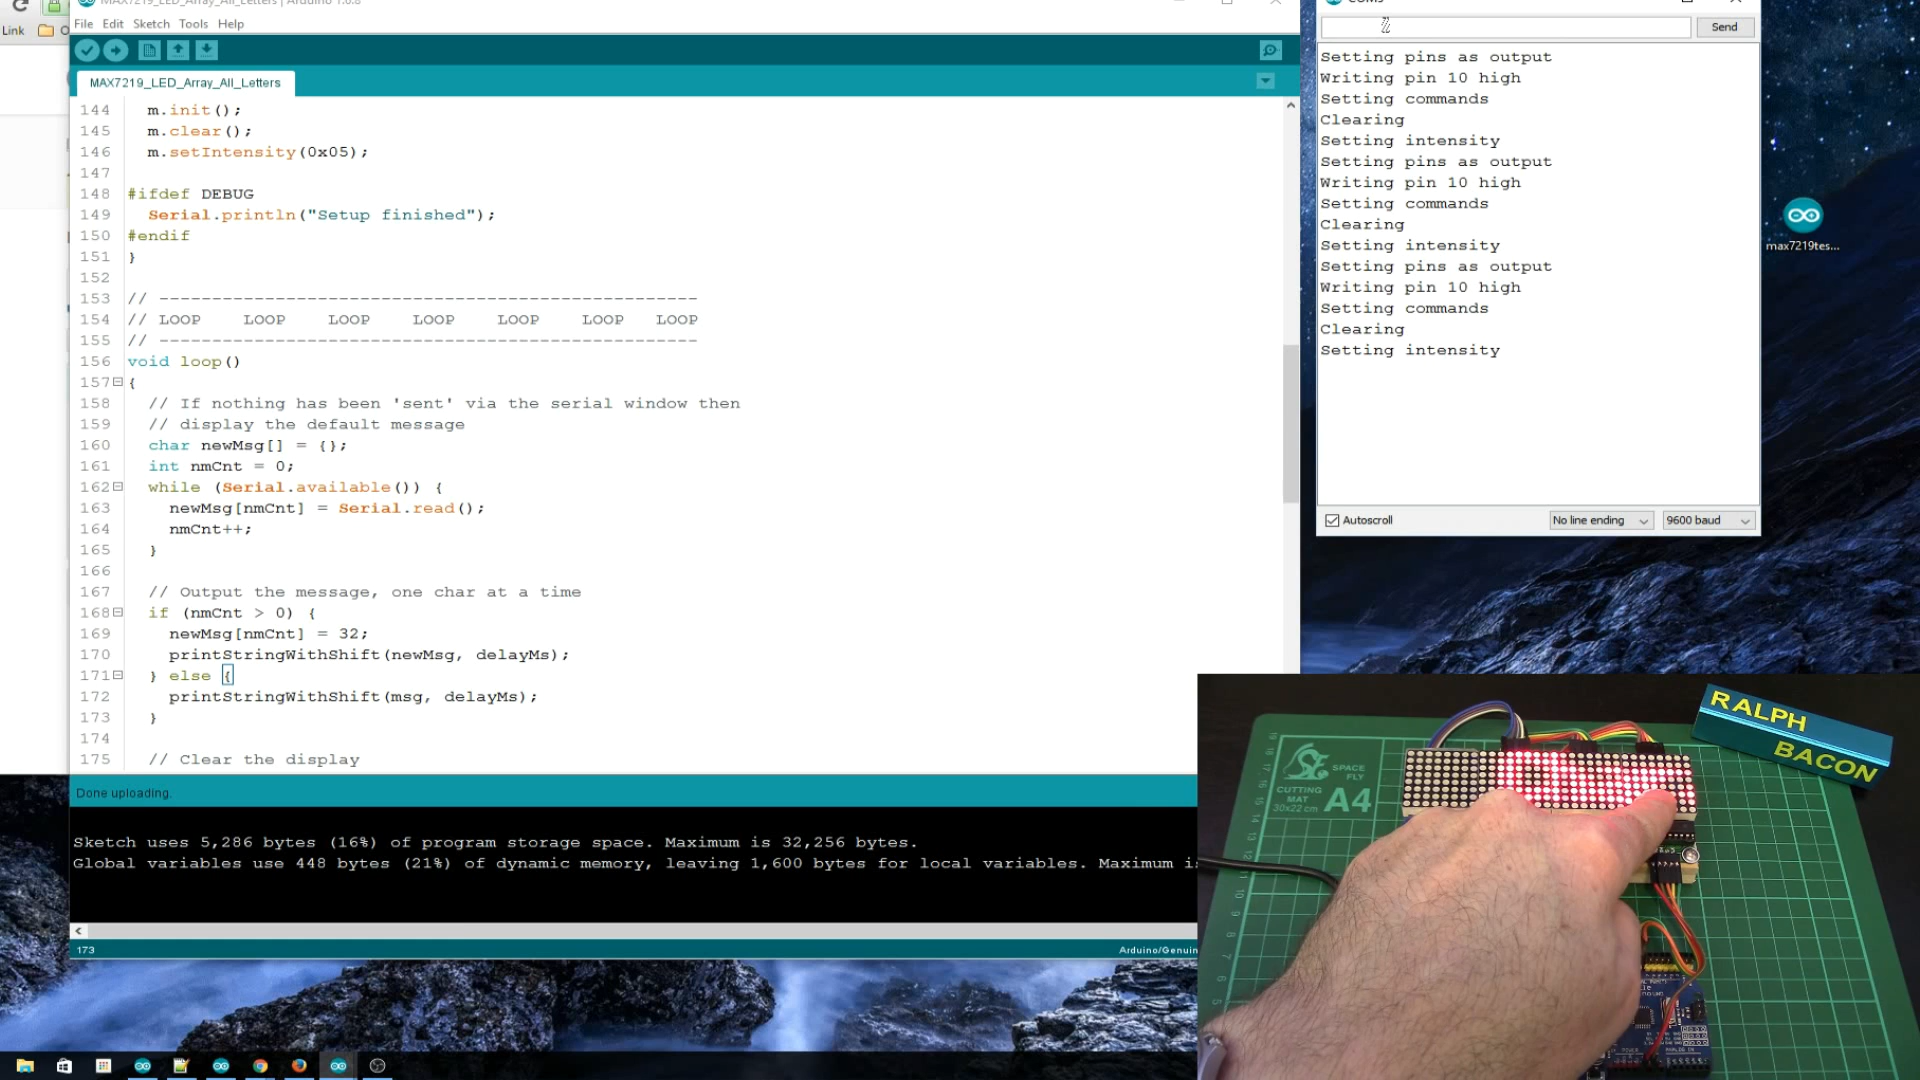 MAX7219_LED_Array_All_Letters | Arduino 1.6.8
Link
File Edit Sketch Tools Help
MAX7219_LED_Array_All_Letters
144 m.init();
145 m.clear();
146 m.setIntensity(0x05);
147
148 #ifdef DEBUG
149 Serial.println("Setup finished");
150 #endif
151 }
152
153 // ---------------------------------------------------
154 // LOOP LOOP LOOP LOOP LOOP LOOP LOOP
155 // ---------------------------------------------------
156 void loop()
157 {
158 // If nothing has been 'sent' via the serial window then
159 // display the default message
160 char newMsg[] = {};
161 int nmCnt = 0;
162 while (Serial.available()) {
163 newMsg[nmCnt] = Serial.read();
164 nmCnt++;
165 }
166
167 // Output the message, one char at a time
168 if (nmCnt > 0) {
169 newMsg[nmCnt] = 32;
170 printStringWithShift(newMsg, delayMs);
171 } else {
172 printStringWithShift(msg, delayMs);
173 }
174
175 // Clear the display
Done uploading.
Sketch uses 5,286 bytes (16%) of program storage space. Maximum is 32,256 bytes.
Global variables use 448 bytes (21%) of dynamic memory, leaving 1,600 bytes for local variables. Maximum i
173
Arduino/Genuin
Send
Setting pins as output
Writing pin 10 high
Setting commands
Clearing
Setting intensity
Setting pins as output
Writing pin 10 high
Setting commands
Clearing
Setting intensity
Setting pins as output
Writing pin 10 high
Setting commands
Clearing
Setting intensity
Autoscroll
No line ending
9600 baud
max7219tes...
RALPH
BACON
SPACE
FLY
CUTTING
MAT
30x22 cm
A4